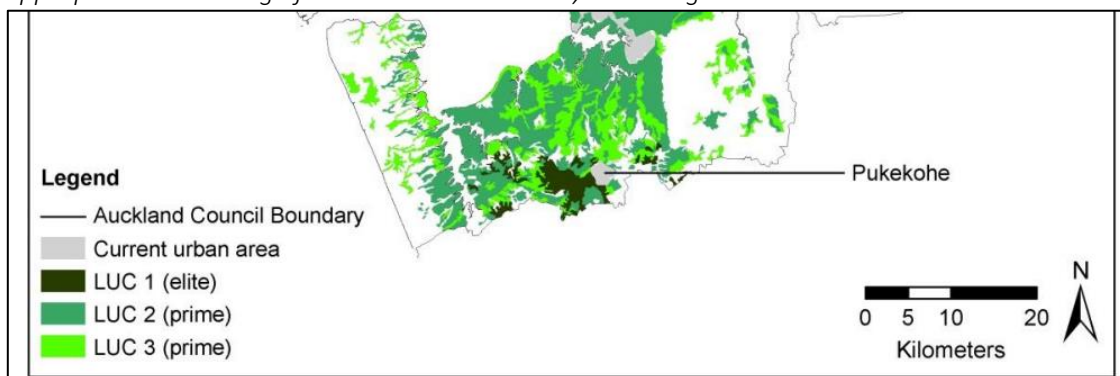 Pukekohe
Legend
Auckland Council Boundary
Current urban area
LUC 1 (elite)
LUC 2 (prime)
LUC 3 (prime)
N
0 5 10 20
Kilometers